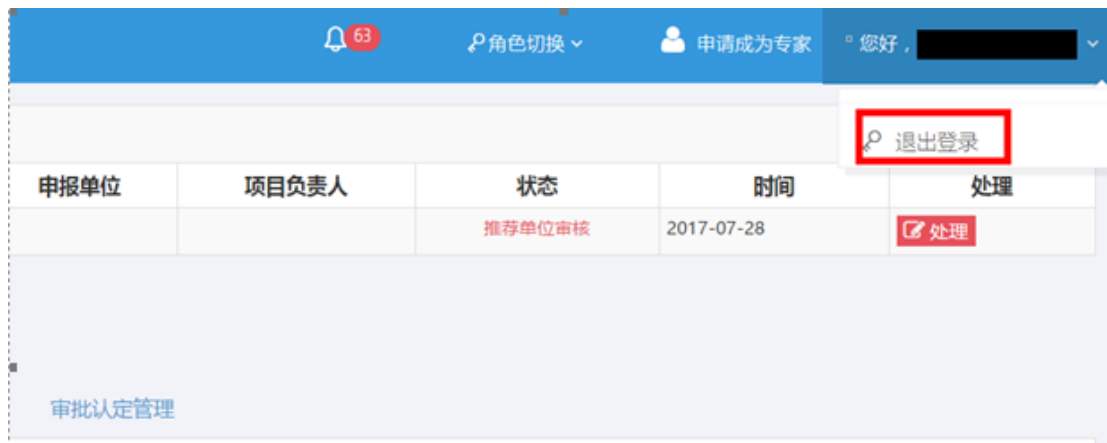 63 角色切换 申请成为专家 °您好，
退出登录
申报单位 项目负责人 状态 时间 处理
推荐单位审核 2017-07-28 处理
审批认定管理